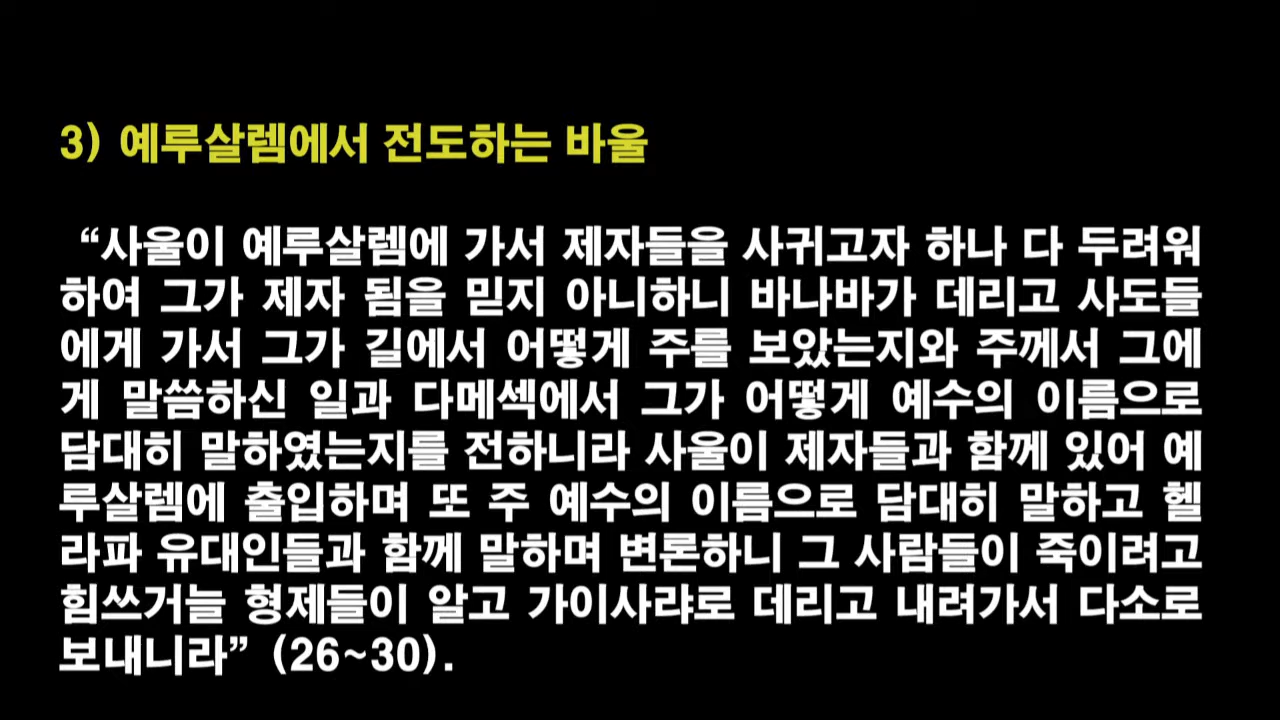 3) 예루살렘에서 전도하는 바울
“사울이 예루살렘에 가서 제자들을 사귀고자 하나 다 두려워
하여 그가 제자 됨을 믿지 아니하니 바나바가 데리고 사도들
에게 가서 그가 길에서 어떻게 주를 보았는지와 주께서 그에
게 말씀하신 일과 다메섹에서 그가 어떻게 예수의 이름으로
담대히 말하였는지를 전하니라 사울이 제자들과 함께 있어 예
루살렘에 출입하며 또 주 예수의 이름으로 담대히 말하고 헬
라파 유대인들과 함께 말하며 변론하니 그 사람들이 죽이려고
힘쓰거늘 형제들이 알고 가이사랴로 데리고 내려가서 다소로
보내니라” (26~30).